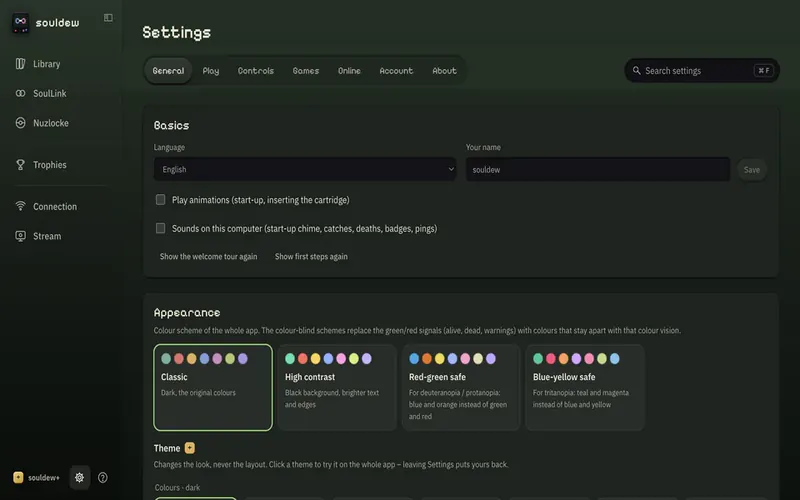 souldew
Library
SoulLink
Nuzlocke
Trophies
Connection
Stream
souldew+
Settings
General
Play
Controls
Games
Online
Account
About
Search settings
⌘ F
Basics
Language
English
Your name
souldew
Save
Play animations (start-up, inserting the cartridge)
Sounds on this computer (start-up chime, catches, deaths, badges, pings)
Show the welcome tour again
Show first steps again
Appearance
Colour scheme of the whole app. The colour-blind schemes replace the green/red signals (alive, dead, warnings) with colours that stay apart with that colour vision.
Classic
Dark, the original colours
High contrast
Black background, brighter text
and edges
Red-green safe
For deuteranopia / protanopia:
blue and orange instead of green
and red
Blue-yellow safe
For tritanopia: teal and magenta
instead of blue and yellow
Theme
Changes the look, never the layout. Click a theme to try it on the whole app – leaving Settings puts yours back.
Colours · dark